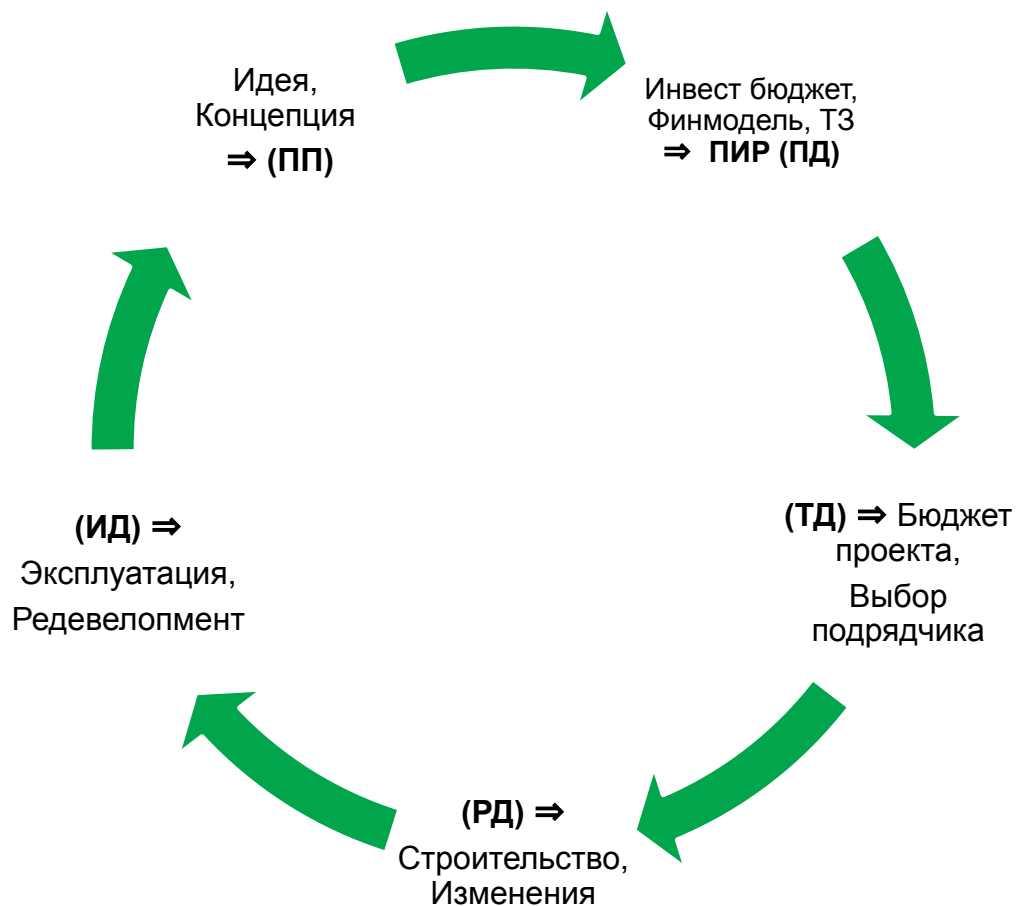 Идея,
Концепция
⇒ (ПП)
Инвест бюджет,
Финмодель, ТЗ
⇒ ПИР (ПД)
(ТД) ⇒ Бюджет
проекта,
Выбор
подрядчика
(РД) ⇒
Строительство,
Изменения
(ИД) ⇒
Эксплуатация,
Редевелопмент